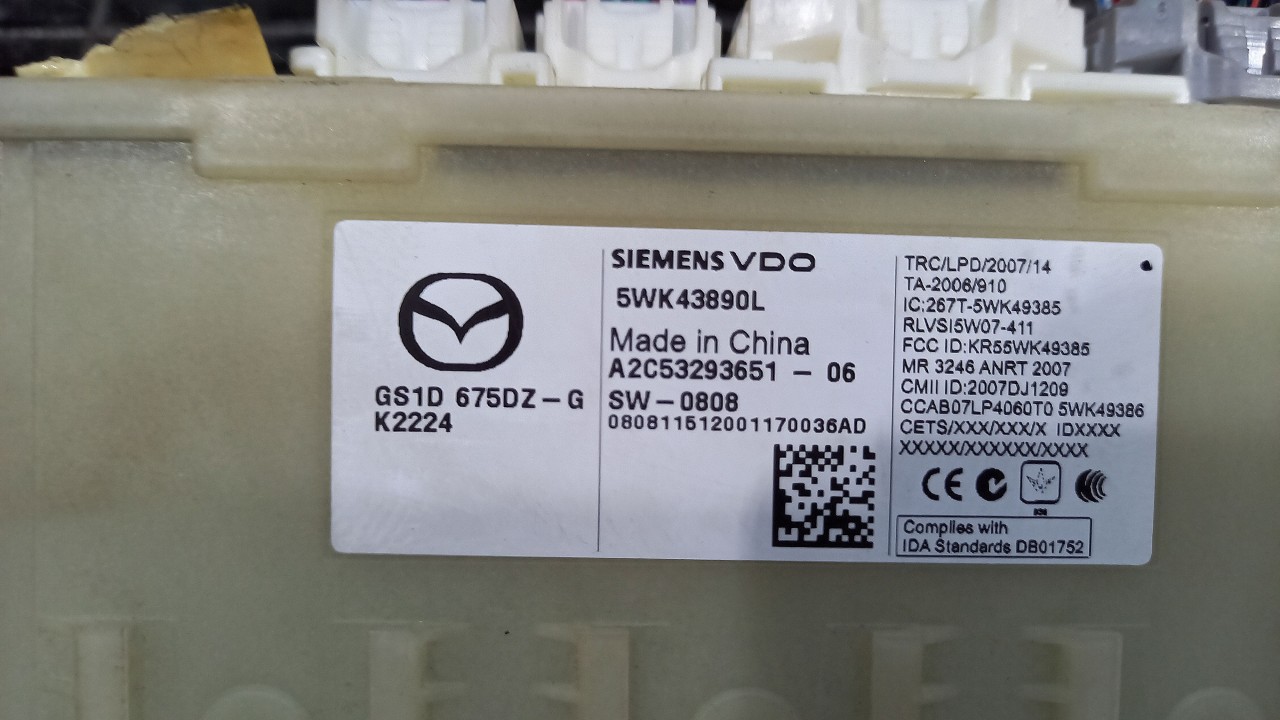 GS1D 675DZ-G
K2224
SIEMENS VDO
5WK43890L
Made in China
A2C53293651 - 06
SW-0808
080811512001170036AD
TRC/LPD/2007/14
TA-2006/910
IC:267T-5WK49385
RLVSI5W07-411
FCC ID:KR55WK49385
MR 3246 ANRT 2007
CMII ID:2007DJ1209
CCAB07LP4060T0 5WK49386
CETS/XXX/XXX/X IDXXXX
XXXXX/XXXXXX/XXXX
CE
Complies with
IDA Standards DB01752